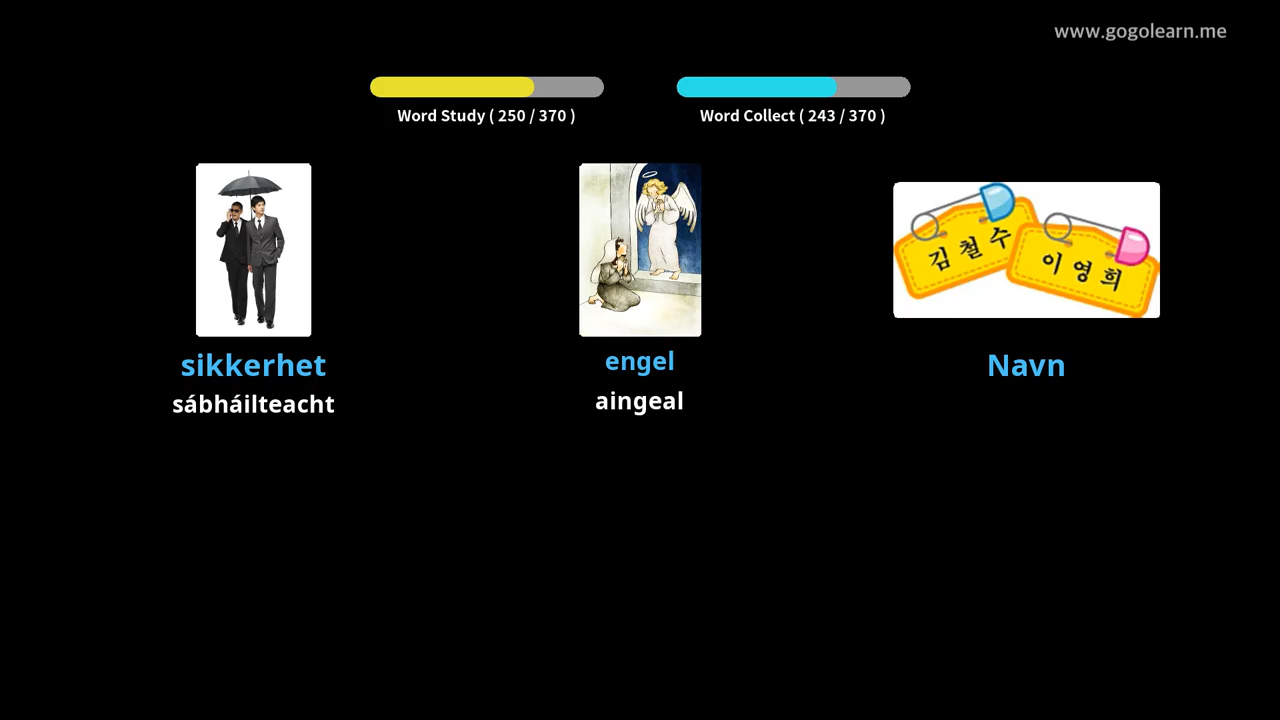 www.gogolearn.me
Word Study ( 250 / 370 )
Word Collect ( 243 / 370 )
김철수
이영희
sikkerhet
engel
Navn
sábháilteacht
aingeal